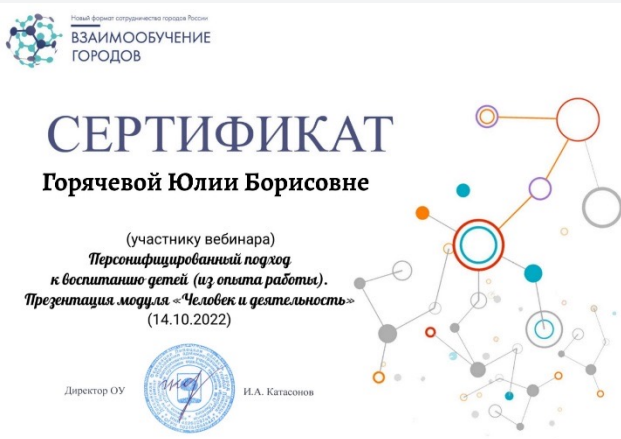 Новый формат сотрудничества городов России
ВЗАИМООБУЧЕНИЕ
ГОРОДОВ
СЕРТИФИКАТ
Горячевой Юлии Борисовне
(участнику вебинара)
Персонифицированный подход
к воспитанию детей (из опыта работы).
Презентация модуля «Человек и деятельность»
(14.10.2022)
Директор ОУ
И.А. Катасонов